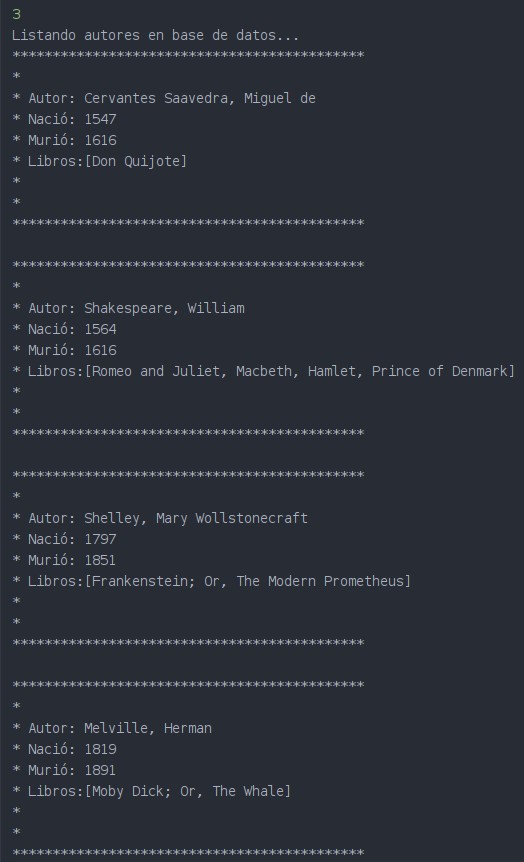 3
Listando autores en base de datos...
********************************************
*
* Autor: Cervantes Saavedra, Miguel de
* Nació: 1547
* Murió: 1616
* Libros:[Don Quijote]
*
*
********************************************
********************************************
*
* Autor: Shakespeare, William
* Nació: 1564
* Murió: 1616
* Libros:[Romeo and Juliet, Macbeth, Hamlet, Prince of Denmark]
*
*
********************************************
********************************************
*
* Autor: Shelley, Mary Wollstonecraft
* Nació: 1797
* Murió: 1851
* Libros:[Frankenstein; Or, The Modern Prometheus]
*
*
********************************************
********************************************
*
* Autor: Melville, Herman
* Nació: 1819
* Murió: 1891
* Libros:[Moby Dick; Or, The Whale]
*
*
********************************************